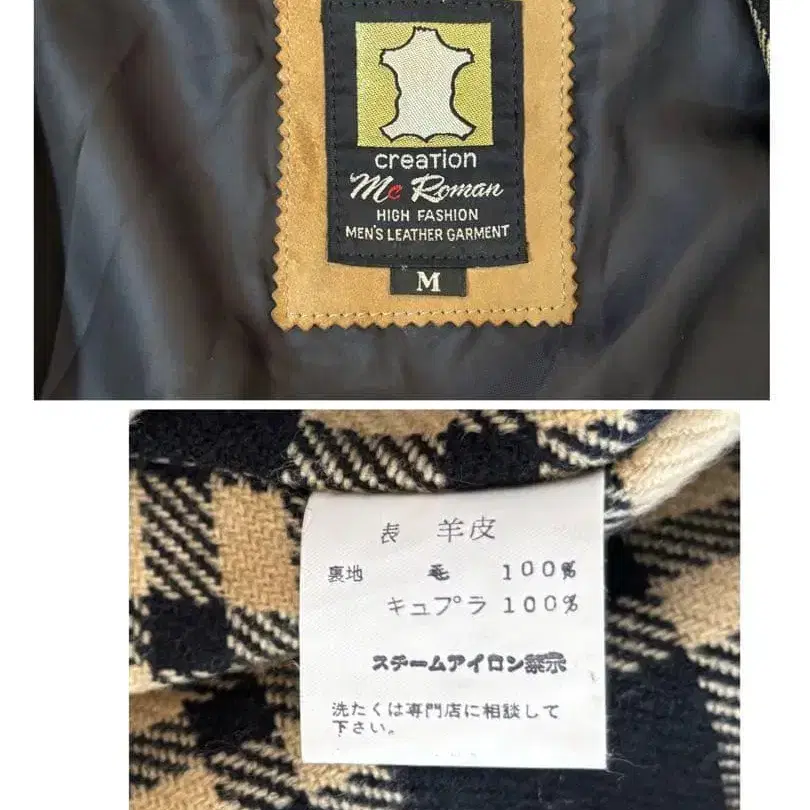 creation
Mc Roman
HIGH FASHION
MEN'S LEATHER GARMENT
M
表 羊皮
裏地 毛 100%
キュプラ 100%
スチームアイロン禁示
洗たくは専門店に相談して
下さい。